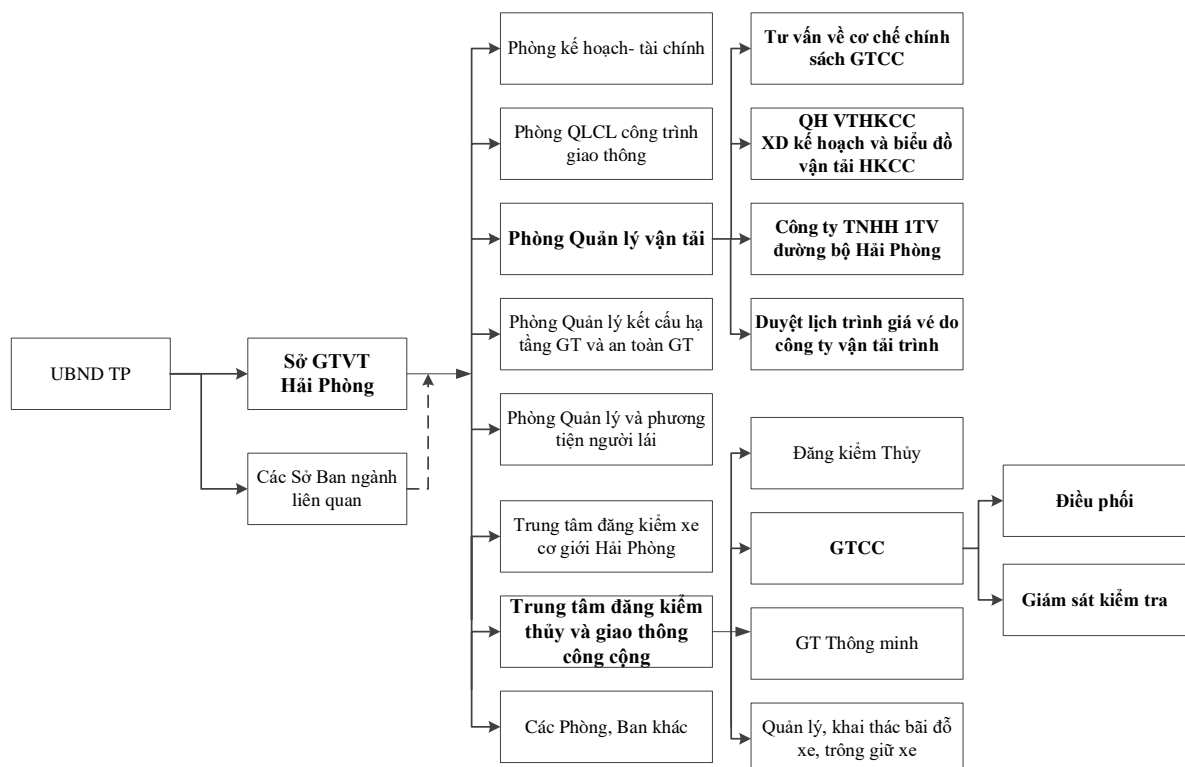 UBND TP
Sở GTVT
Hải Phòng
Các Sở Ban ngành
liên quan
Phòng kế hoạch- tài chính
Phòng QLCL công trình
giao thông
Phòng Quản lý vận tải
Phòng Quản lý kết cấu hạ
tầng GT và an toàn GT
Phòng Quản lý và phương
tiện người lái
Trung tâm đăng kiểm xe
cơ giới Hải Phòng
Trung tâm đăng kiểm
thủy và giao thông
công cộng
Các Phòng, Ban khác
Tư vấn về cơ chế chính
sách GTCC
QH VTHKCC
XD kế hoạch và biểu đồ
vận tải HKCC
Công ty TNHH 1TV
đường bộ Hải Phòng
Duyệt lịch trình giá vé do
công ty vận tải trình
Đăng kiểm Thủy
GTCC
GT Thông minh
Quản lý, khai thác bãi đỗ
xe, trông giữ xe
Điều phối
Giám sát kiểm tra